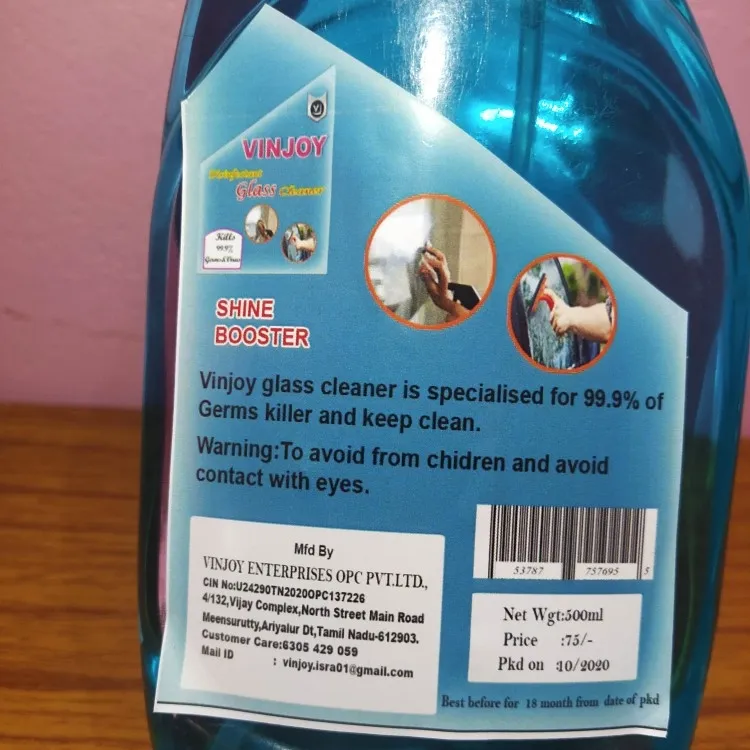 VINJOY
Disinfectant
Glass Cleaner
Kills
99.9%
Germs & Virus
SHINE
BOOSTER
Vinjoy glass cleaner is specialised for 99.9% of
Germs killer and keep clean.
Warning:To avoid from chidren and avoid
contact with eyes.
Mfd By
VINJOY ENTERPRISES OPC PVT.LTD.,
CIN No:U24290TN2020OPC137226
4/132,Vijay Complex,North Street Main Road
Meensurutty,Ariyalur Dt,Tamil Nadu-612903.
Customer Care:6305 429 059
Mail ID : vinjoy.isra01@gmail.com
53787 757695 5
Net Wgt:500ml
Price :75/-
Pkd on 10/2020
Best before for 18 month from date of pkd